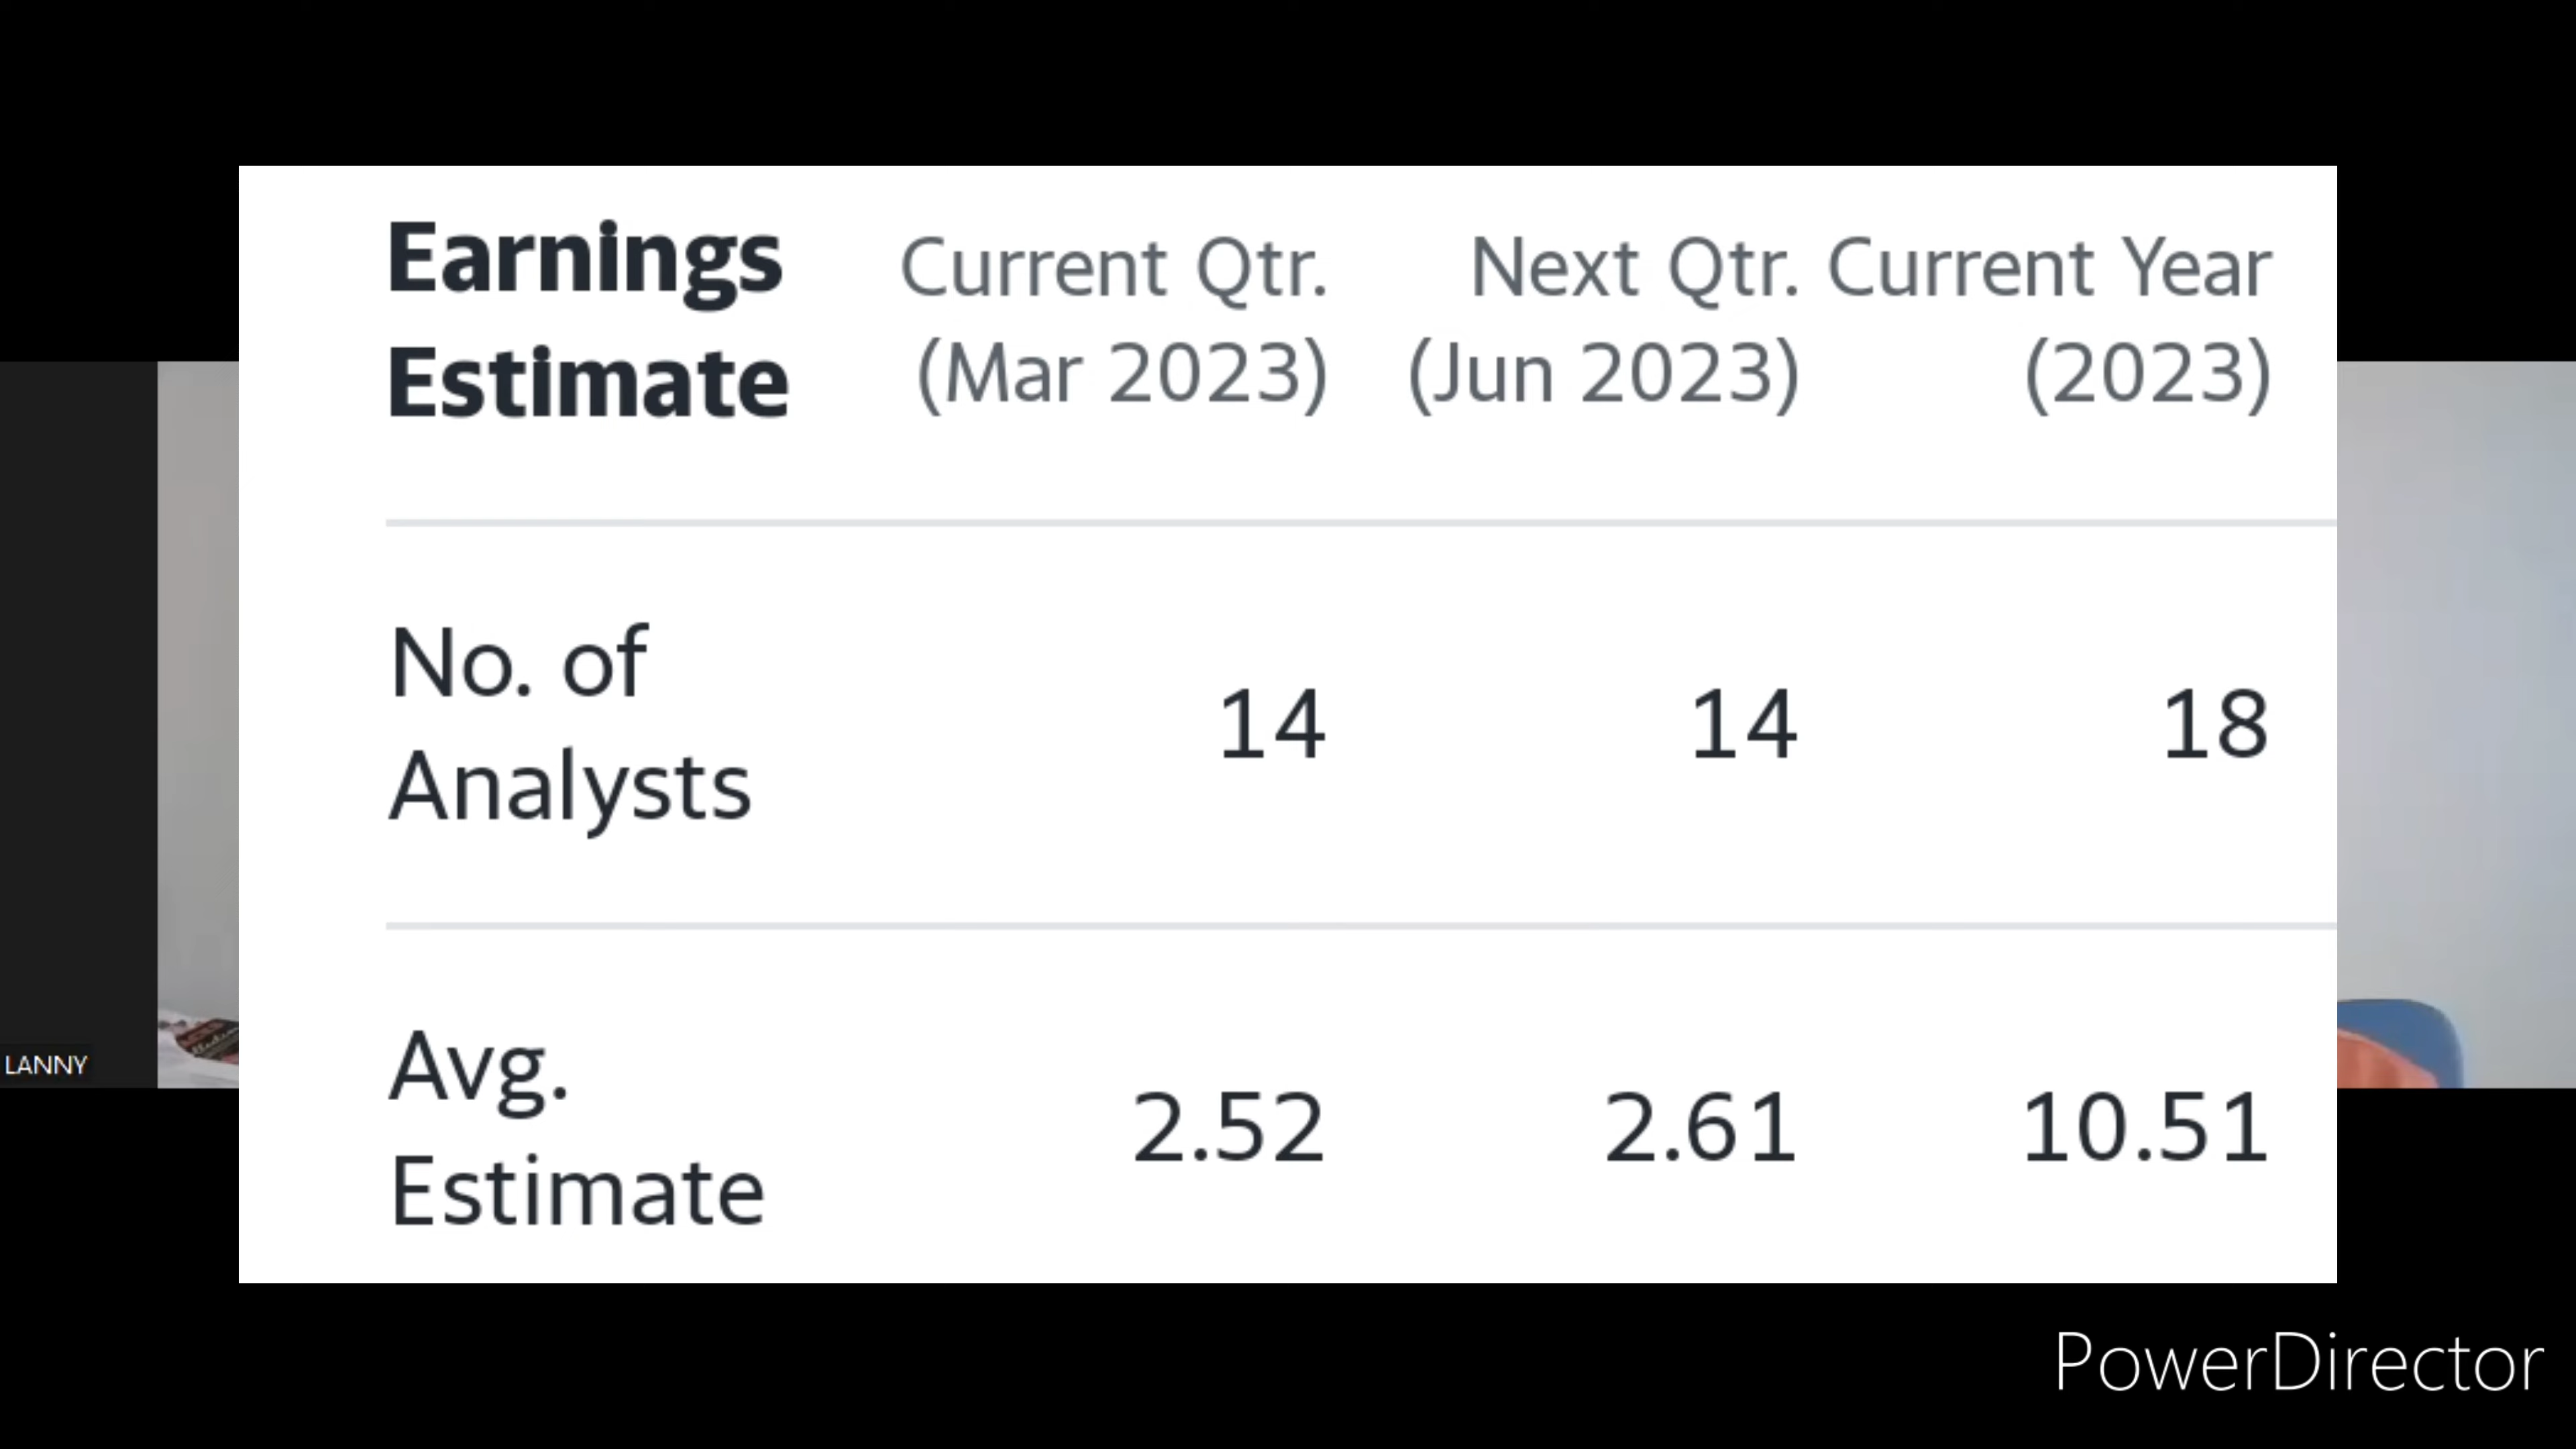 Earnings Estimate
Current Qtr. (Mar 2023)
Next Qtr. (Jun 2023)
Current Year (2023)
No. of Analysts
14
14
18
Avg. Estimate
2.52
2.61
10.51
LANNY
PowerDirector